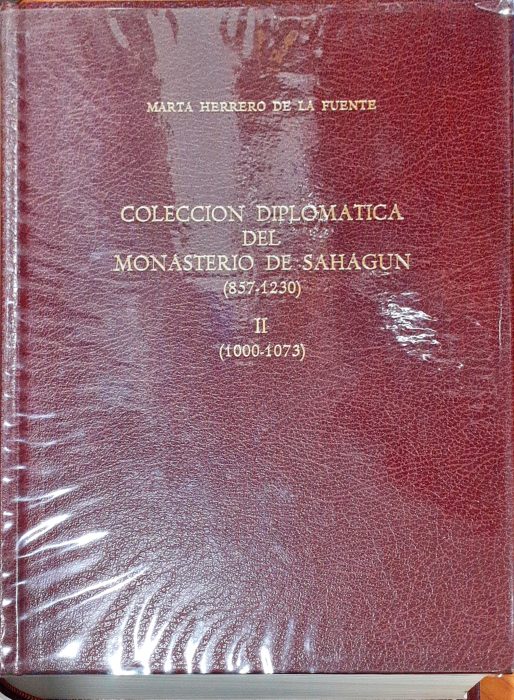 MARTA HERRERO DE LA FUENTE
COLECCION DIPLOMATICA
DEL
MONASTERIO DE SAHAGUN
(857-1230)
II
(1000-1073)